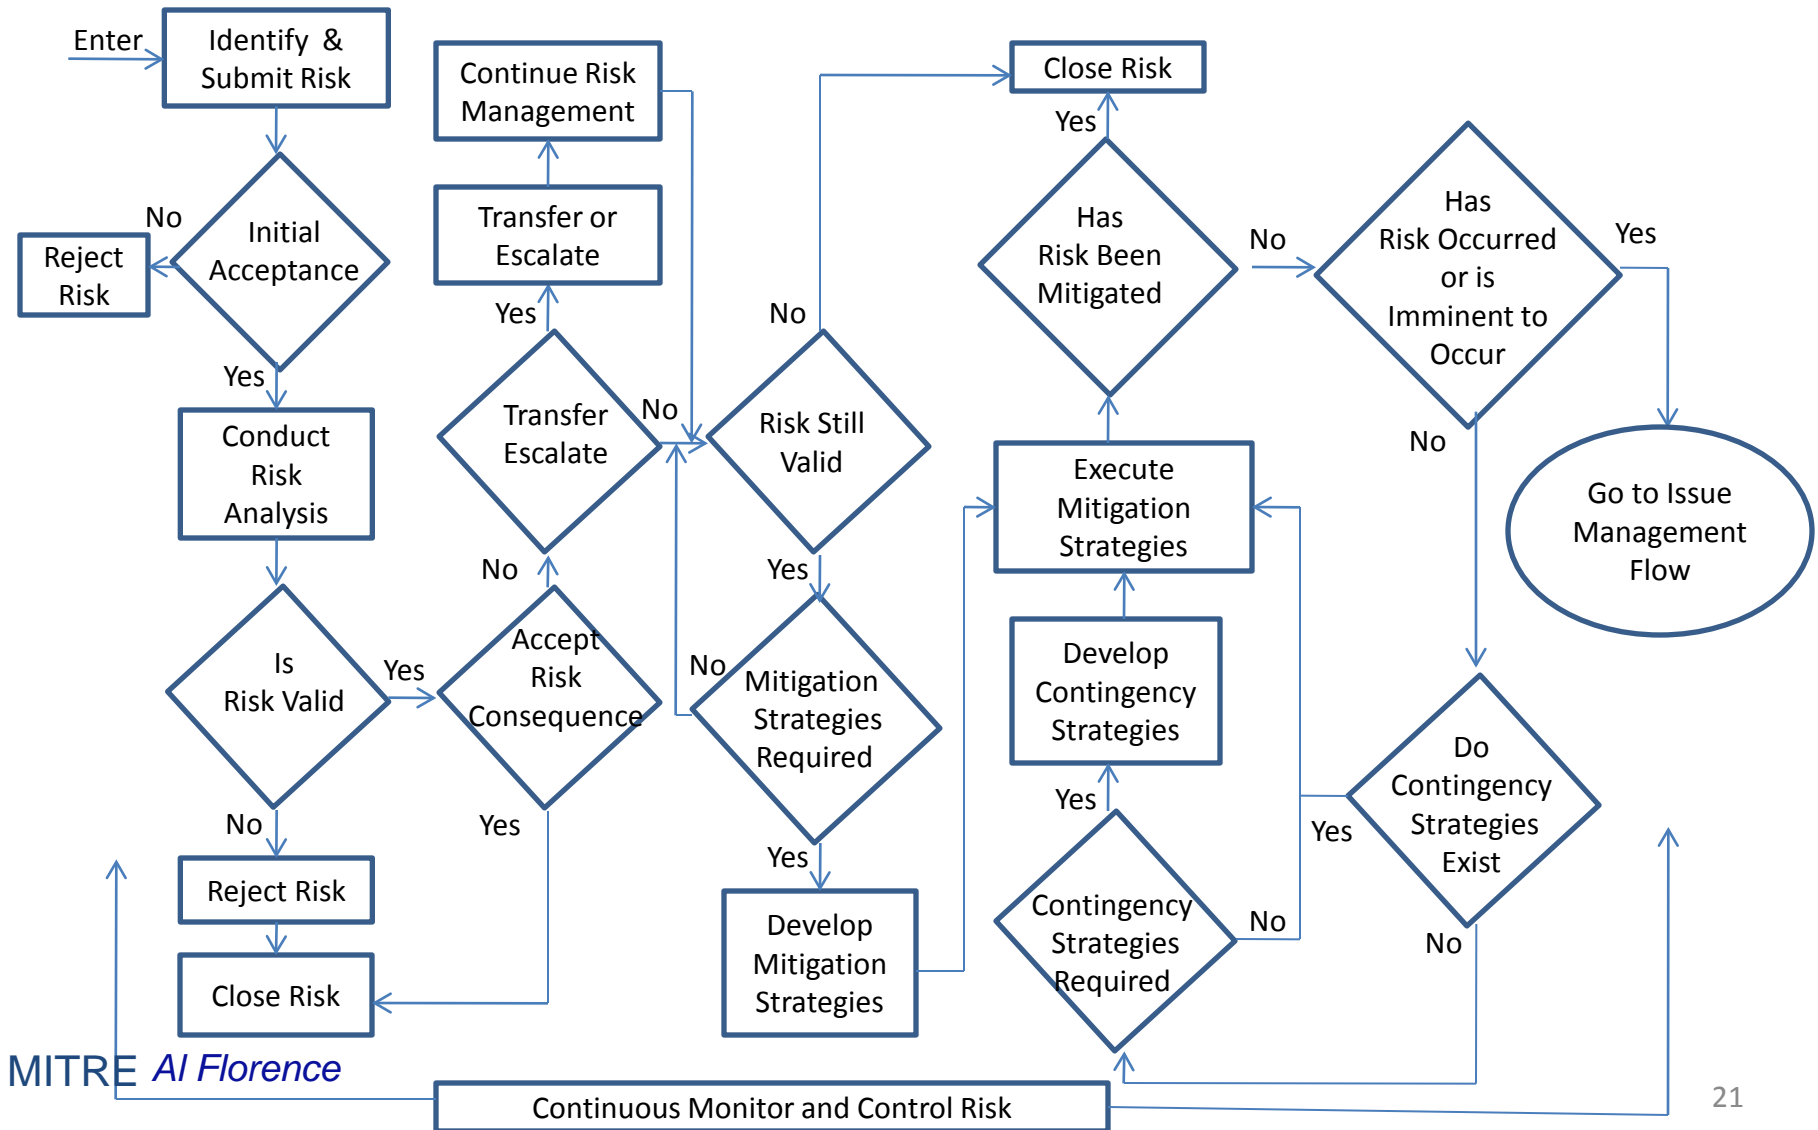 Enter
Identify &
Submit Risk
No
Initial
Acceptance
Reject
Risk
Yes
Conduct
Risk
Analysis
Is
Risk Valid
Yes
No
Reject Risk
Close Risk
Continue Risk
Management
Transfer or
Escalate
Yes
Transfer
Escalate
No
No
Accept
Risk
Consequence
Yes
No
Risk Still
Valid
Yes
No
Mitigation
Strategies
Required
Yes
Develop
Mitigation
Strategies
Close Risk
Yes
Has
Risk Been
Mitigated
No
Execute
Mitigation
Strategies
Develop
Contingency
Strategies
Yes
Contingency
Strategies
Required
No
Has
Risk Occurred
or is
Imminent to
Occur
Yes
No
Go to Issue
Management
Flow
Do
Contingency
Strategies
Exist
Yes
No
MITRE Al Florence
Continuous Monitor and Control Risk
21